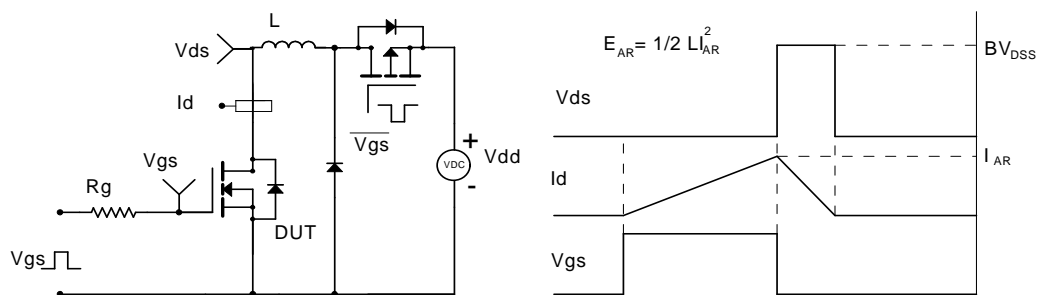 L
Vds
Id
Vgs
Rg
DUT
Vgs
Vgs
VDC
+
-
Vdd
E_AR= 1/2 LI_AR^2
BV_DSS
Vds
I_AR
Id
Vgs